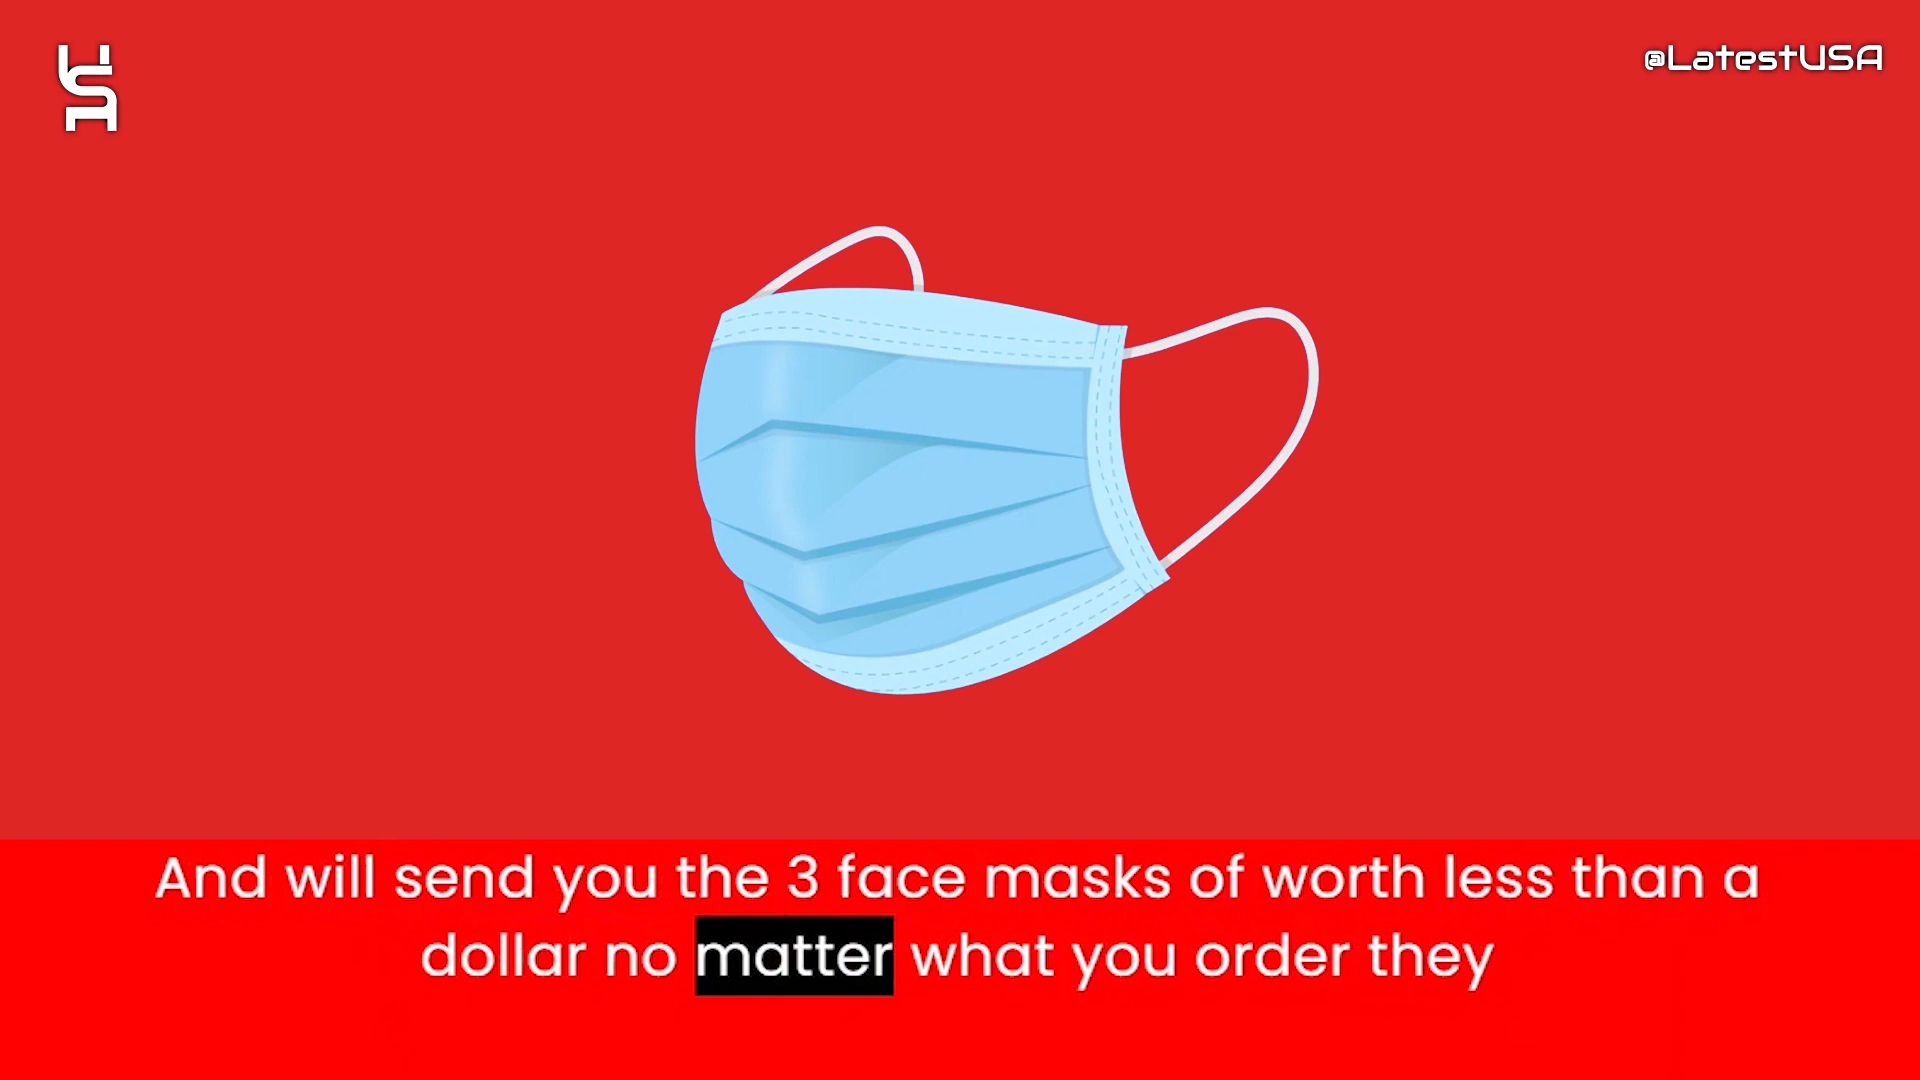 USA
@LatestUSA
And will send you the 3 face masks of worth less than a
dollar no matter what you order they